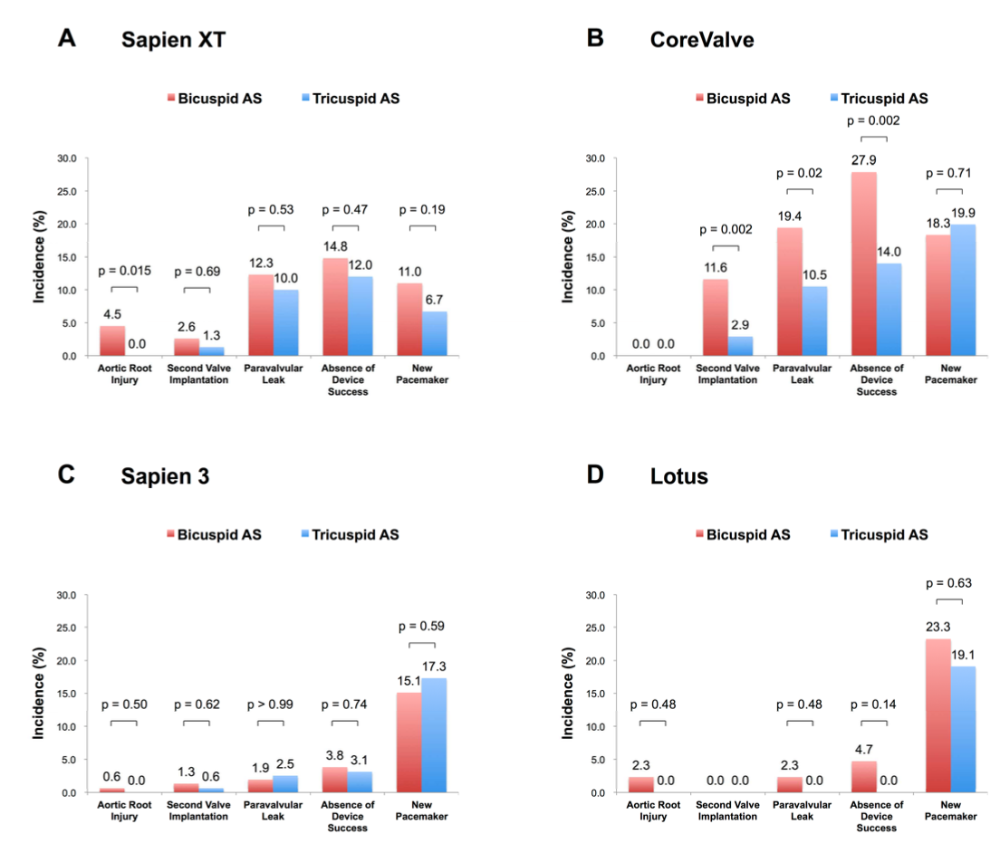 A Sapien XT
Bicuspid AS Tricuspid AS
Incidence (%)
30.0
25.0
20.0
15.0
10.0
5.0
0.0
p = 0.015
p = 0.69
p = 0.53
p = 0.47
p = 0.19
4.5 0.0
2.6 1.3
12.3 10.0
14.8 12.0
11.0 6.7
Aortic Root
Injury
Second Valve
Implantation
Paravalvular
Leak
Absence of
Device
Success
New
Pacemaker
B CoreValve
Bicuspid AS Tricuspid AS
Incidence (%)
30.0
25.0
20.0
15.0
10.0
5.0
0.0
p = 0.002
p = 0.02
p = 0.002
p = 0.71
0.0 0.0
11.6 2.9
19.4 10.5
27.9 14.0
18.3 19.9
Aortic Root
Injury
Second Valve
Implantation
Paravalvular
Leak
Absence of
Device
Success
New
Pacemaker
C Sapien 3
Bicuspid AS Tricuspid AS
Incidence (%)
30.0
25.0
20.0
15.0
10.0
5.0
0.0
p = 0.50
p = 0.62
p > 0.99
p = 0.74
p = 0.59
0.6 0.0
1.3 0.6
1.9 2.5
3.8 3.1
15.1 17.3
Aortic Root
Injury
Second Valve
Implantation
Paravalvular
Leak
Absence of
Device
Success
New
Pacemaker
D Lotus
Bicuspid AS Tricuspid AS
Incidence (%)
30.0
25.0
20.0
15.0
10.0
5.0
0.0
p = 0.48
p = 0.48
p = 0.14
p = 0.63
2.3 0.0
0.0 0.0
2.3 0.0
4.7 0.0
23.3 19.1
Aortic Root
Injury
Second Valve
Implantation
Paravalvular
Leak
Absence of
Device
Success
New
Pacemaker